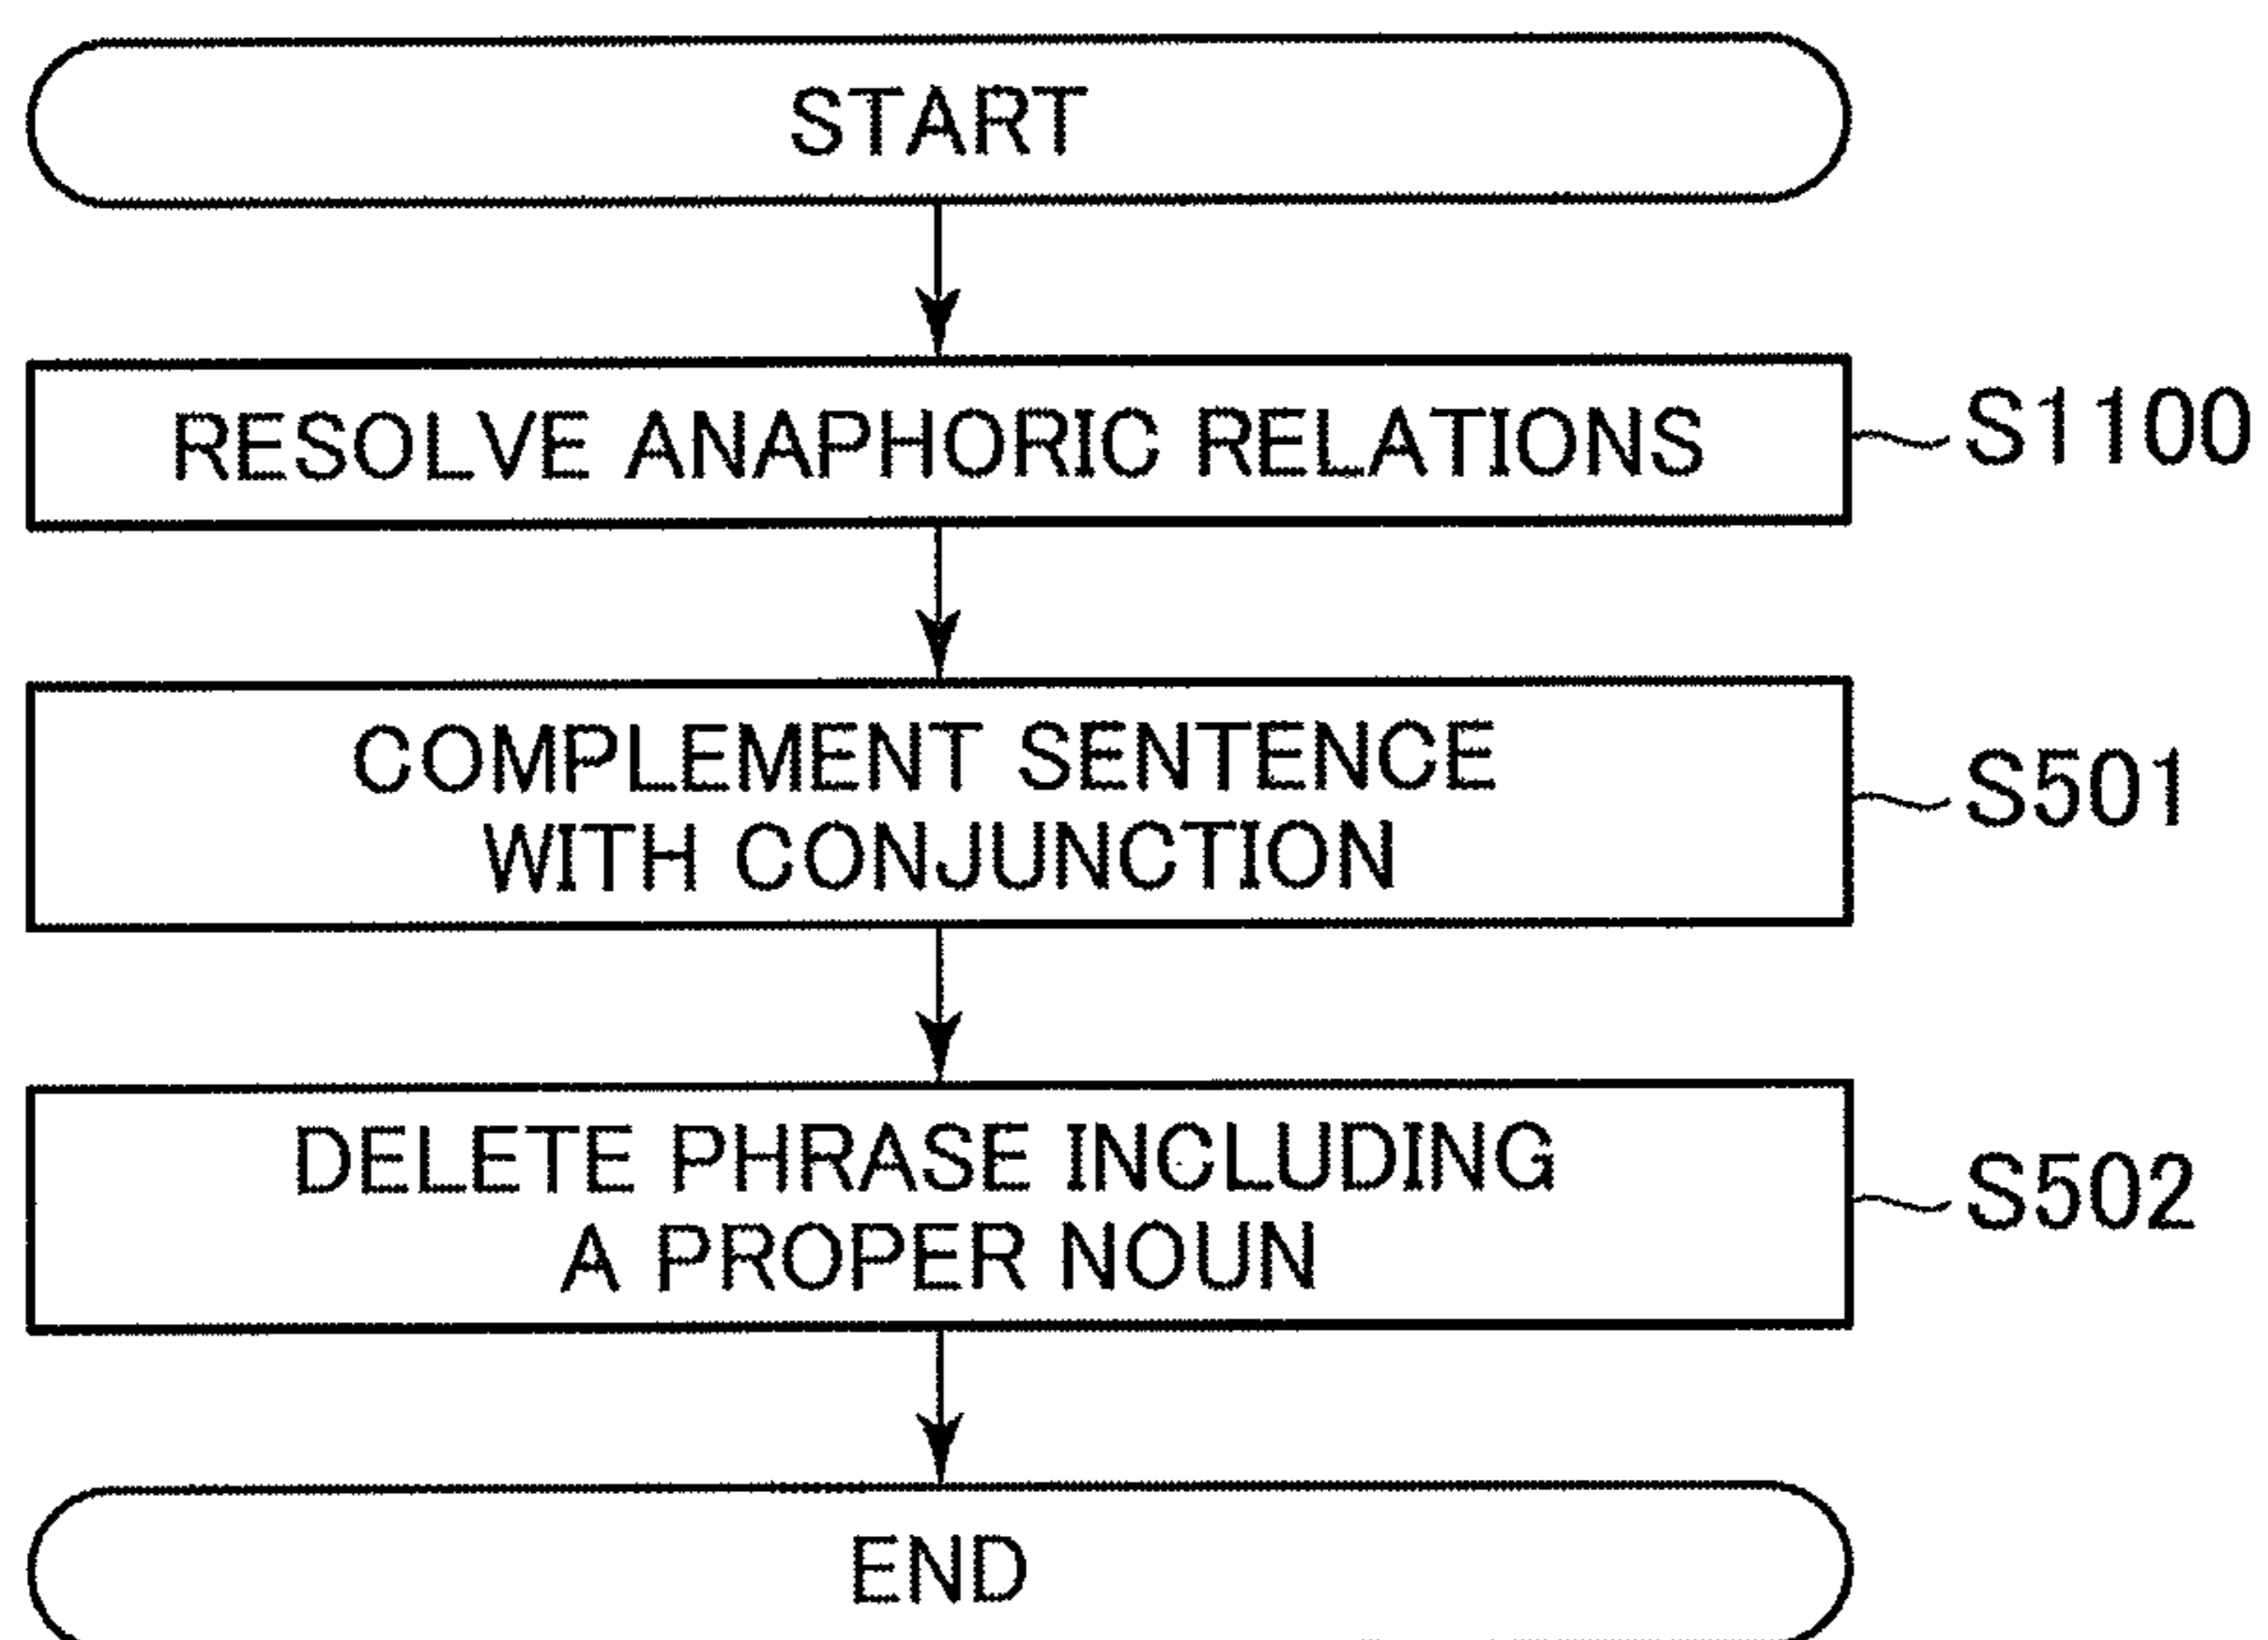 START
RESOLVE ANAPHORIC RELATIONS
S1100
COMPLEMENT SENTENCE
WITH CONJUNCTION
S501
DELETE PHRASE INCLUDING
A PROPER NOUN
S502
END